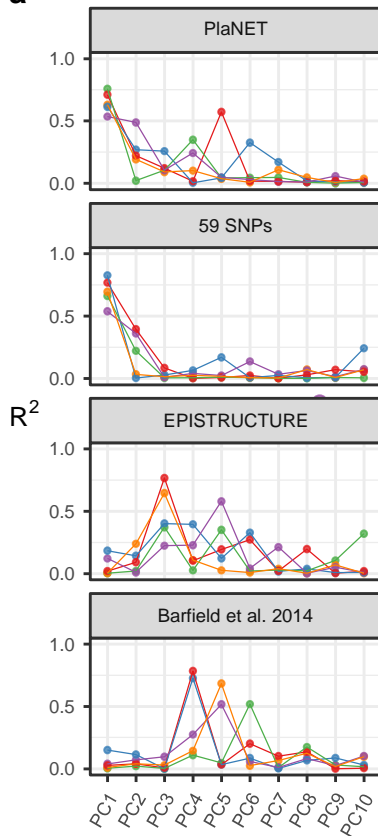 a
PlaNET
1.0
0.5
0.0
59 SNPs
1.0
0.5
0.0
R²
EPISTRUCTURE
1.0
0.5
0.0
Barfield et al. 2014
1.0
0.5
0.0
PC1 PC2 PC3 PC4 PC5 PC6 PC7 PC8 PC9 PC10